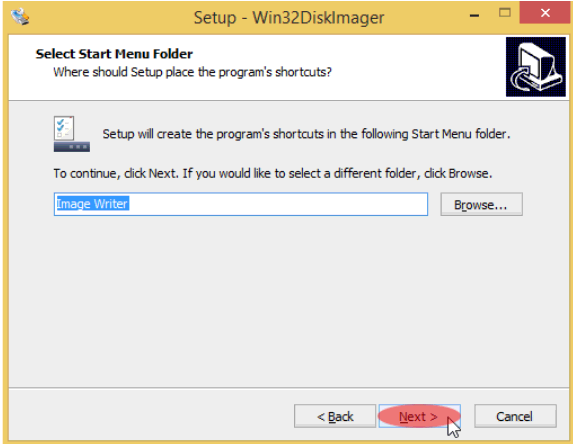 Setup - Win32DiskImager
Select Start Menu Folder
Where should Setup place the program's shortcuts?
Setup will create the program's shortcuts in the following Start Menu folder.
To continue, click Next. If you would like to select a different folder, click Browse.
Image Writer
Browse...
< Back
Next >
Cancel